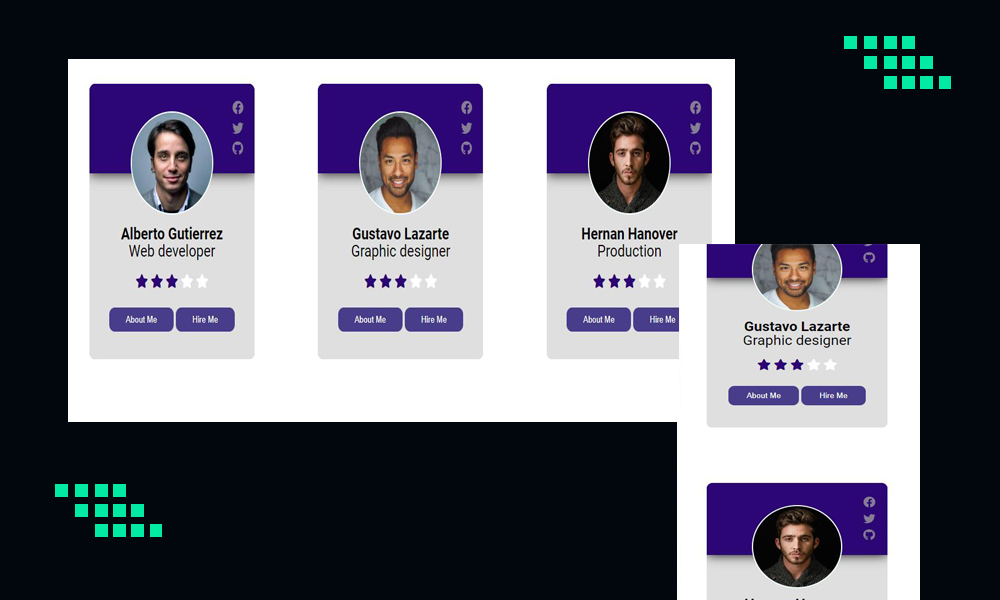 Alberto Gutierrez
Web developer
About Me
Hire Me
Gustavo Lazarte
Graphic designer
About Me
Hire Me
Hernan Hanover
Production
About Me
Hire Me
Gustavo Lazarte
Graphic designer
About Me
Hire Me